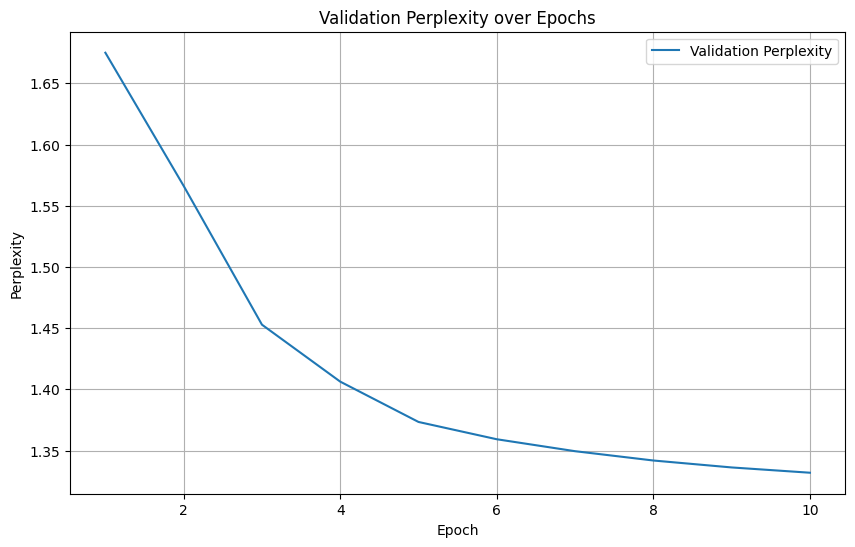 Validation Perplexity over Epochs
Validation Perplexity
1.65
1.60
1.55
1.50
1.45
1.40
1.35
Perplexity
2 4 6 8 10
Epoch